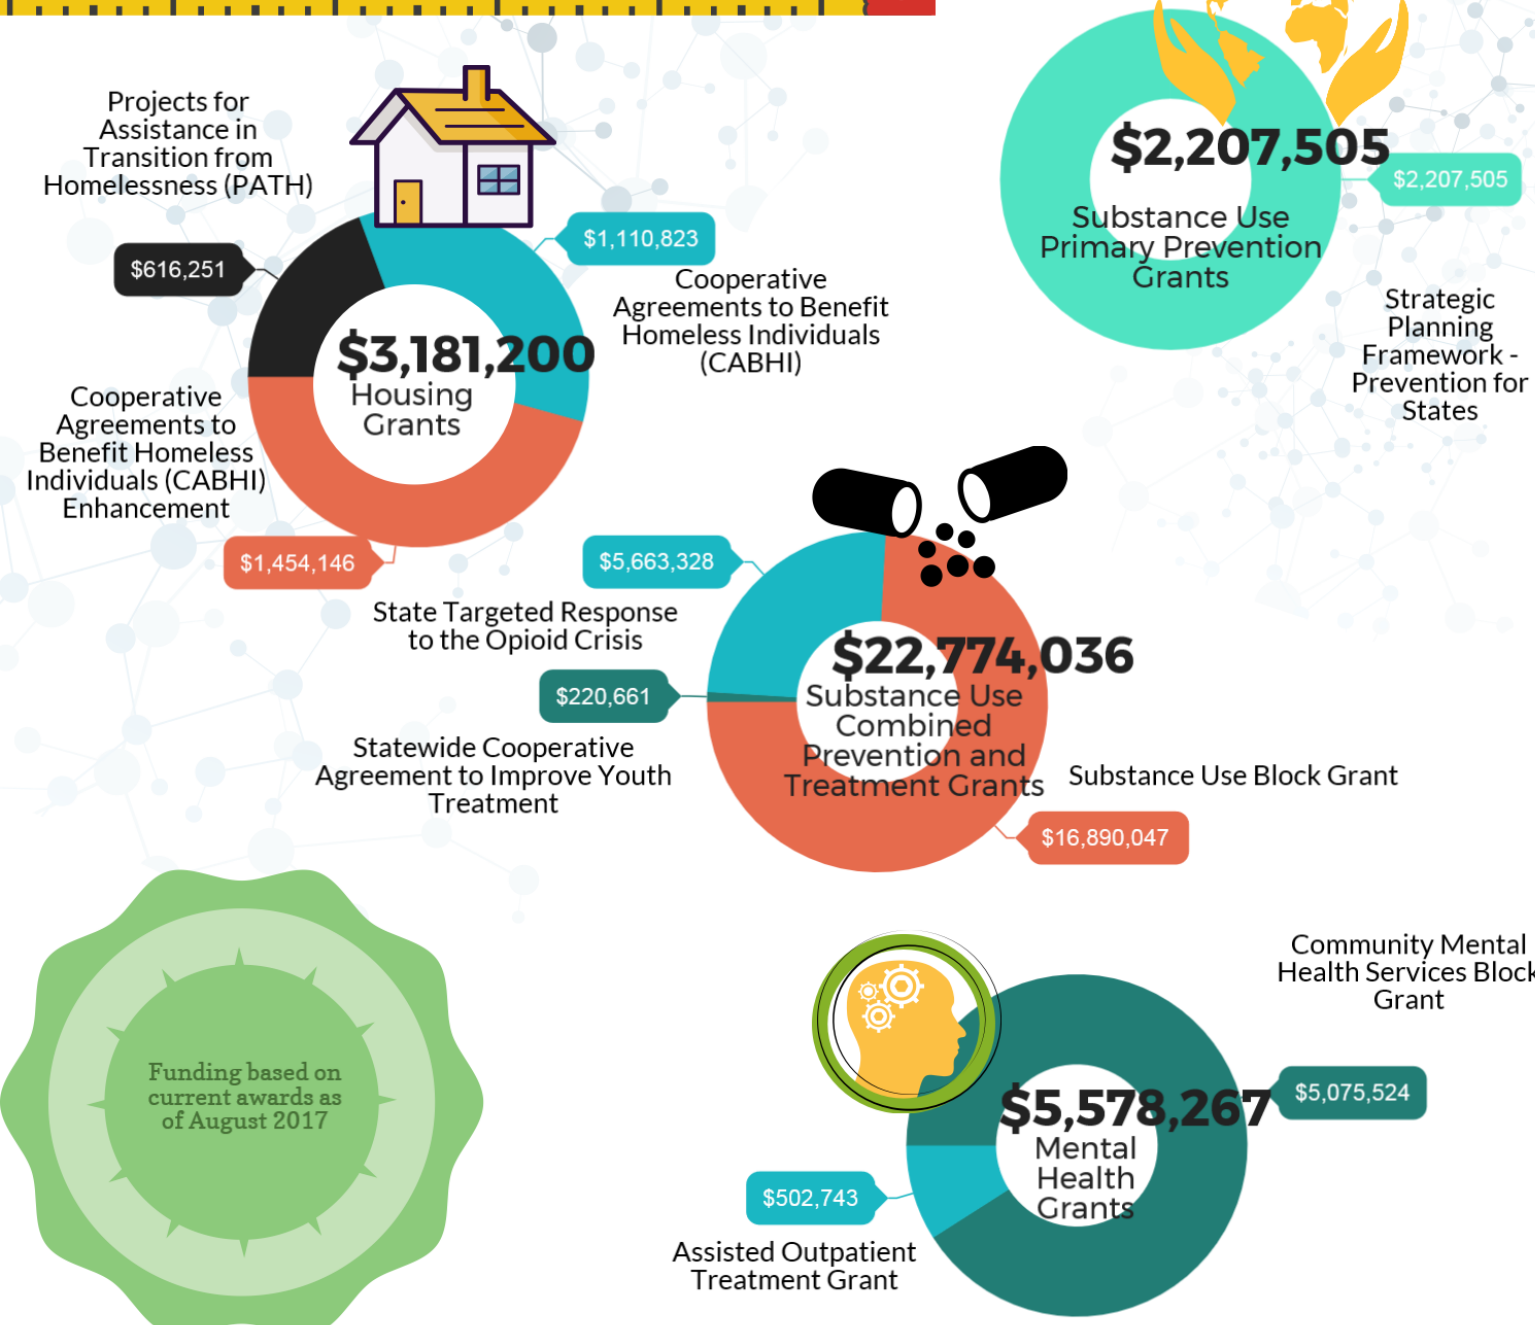 Projects for
Assistance in
Transition from
Homelessness (PATH)
$616,251
$1,110,823
Cooperative
Agreements to Benefit
Homeless Individuals
(CABHI)
$3,181,200
Housing
Grants
Cooperative
Agreements to
Benefit Homeless
Individuals (CABHI)
Enhancement
$1,454,146
$2,207,505
Substance Use
Primary Prevention
Grants
$2,207,505
Strategic
Planning
Framework -
Prevention for
States
$5,663,328
State Targeted Response
to the Opioid Crisis
$220,661
Statewide Cooperative
Agreement to Improve Youth
Treatment
$22,774,036
Substance Use
Combined
Prevention and
Treatment Grants
Substance Use Block Grant
$16,890,047
Funding based on
current awards as
of August 2017
Community Mental
Health Services Block
Grant
$5,075,524
$5,578,267
Mental
Health
Grants
$502,743
Assisted Outpatient
Treatment Grant